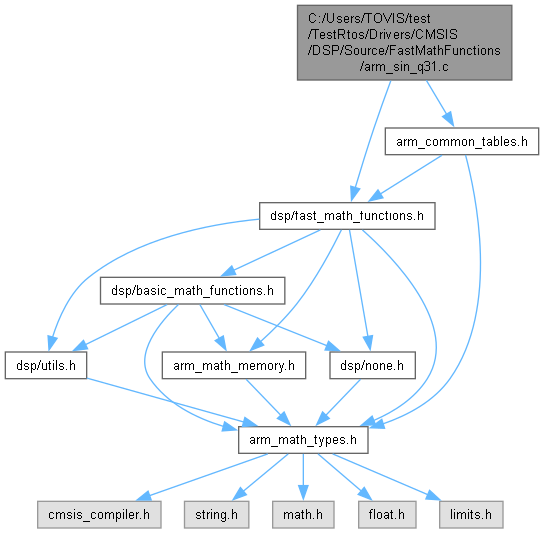 C:/Users/TOVIS/test
/TestRtos/Drivers/CMSIS
/DSP/Source/FastMathFunctions
/arm_sin_q31.c
arm_common_tables.h
dsp/fast_math_functions.h
dsp/basic_math_functions.h
dsp/utils.h
arm_math_memory.h
dsp/none.h
arm_math_types.h
cmsis_compiler.h
string.h
math.h
float.h
limits.h